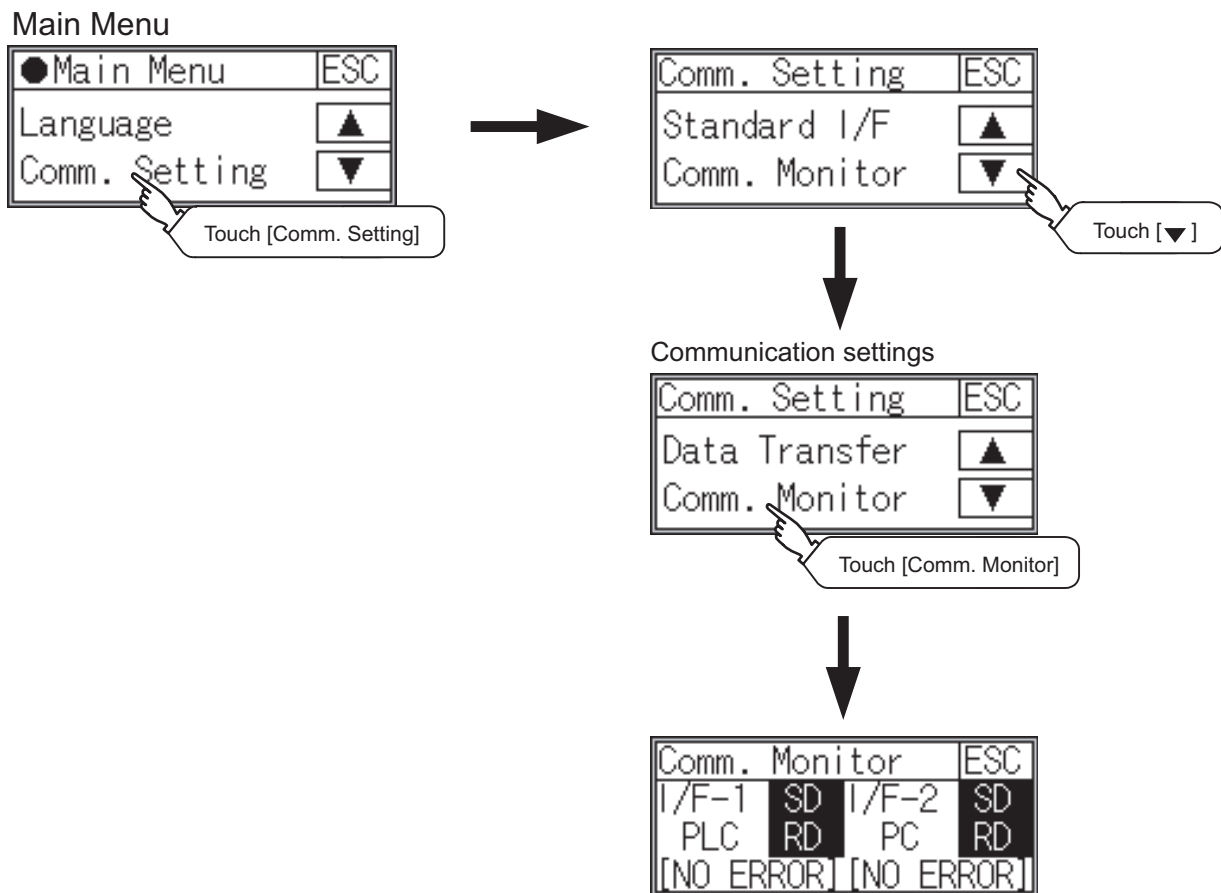 Main Menu
●Main Menu ESC
Language ▲
Comm. Setting ▼
Touch [Comm. Setting]
Comm. Setting ESC
Standard I/F ▲
Comm. Monitor ▼
Touch [▼]
Communication settings
Comm. Setting ESC
Data Transfer ▲
Comm. Monitor ▼
Touch [Comm. Monitor]
Comm. Monitor ESC
I/F-1 SD I/F-2 SD
PLC RD PC RD
[NO ERROR] [NO ERROR]